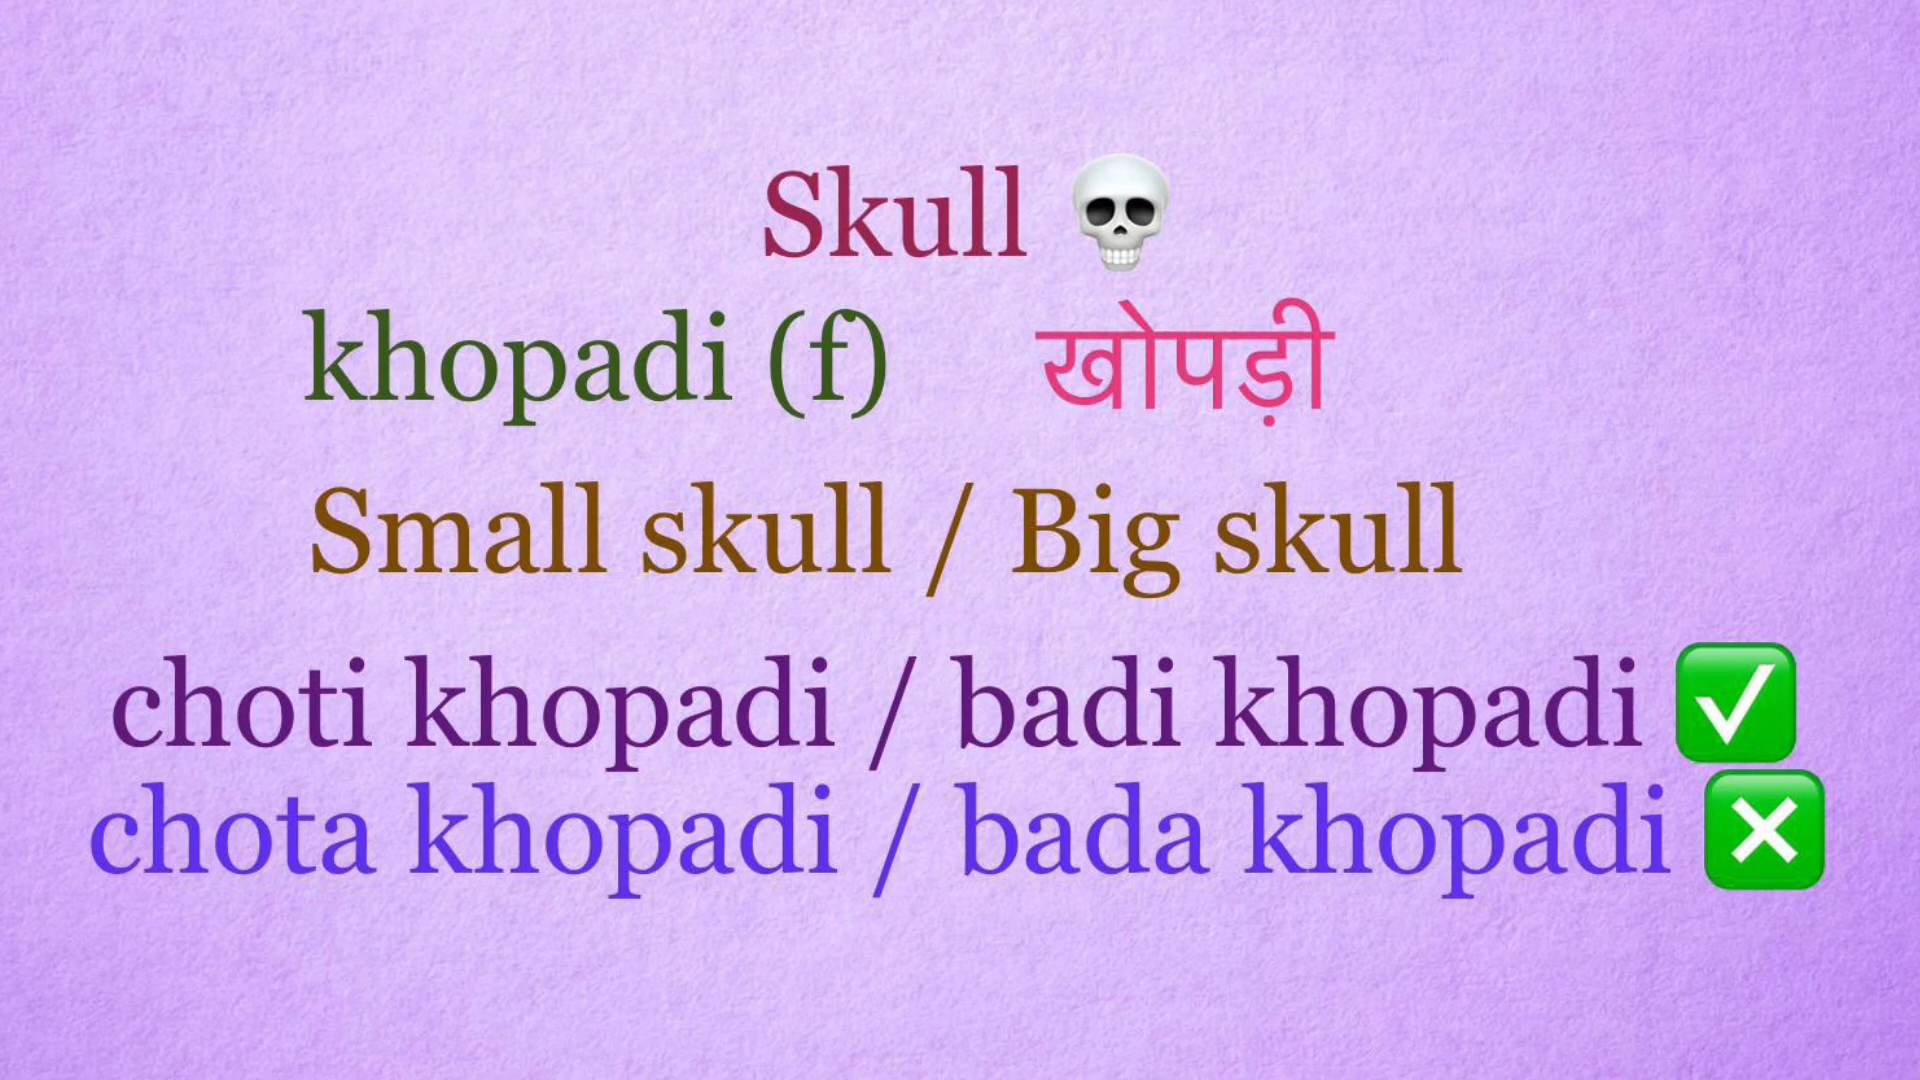 Skull 💀
khopadi (f) खोपड़ी
Small skull / Big skull
choti khopadi / badi khopadi ✅
chota khopadi / bada khopadi ❎